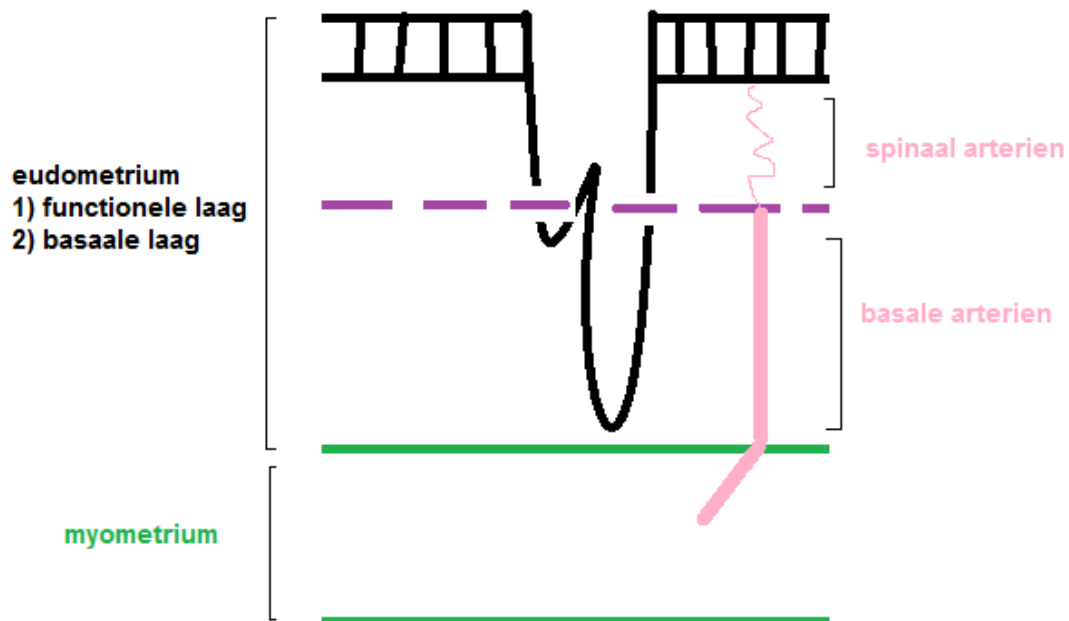 eudometrium
1) functionele laag
2) basaale laag
spinaal arterien
basale arterien
myometrium